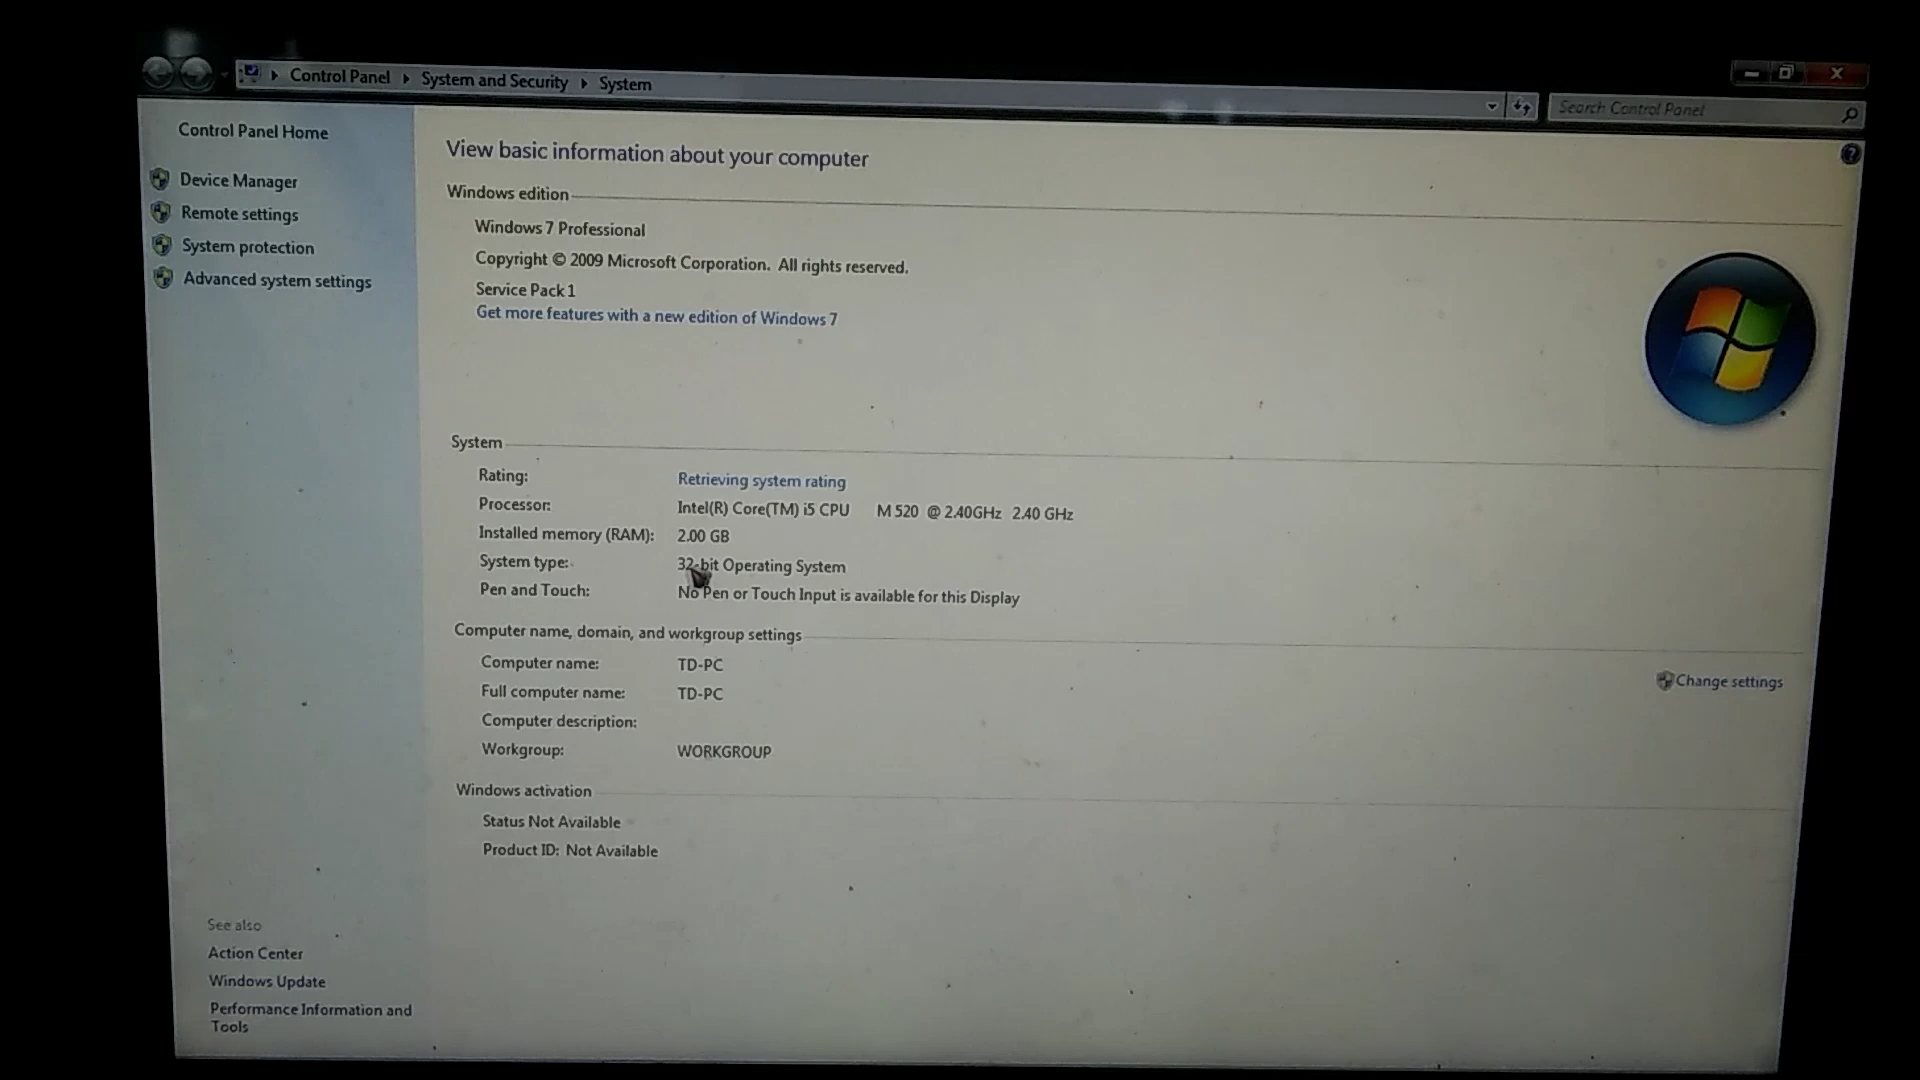 Control Panel ▸ System and Security ▸ System
Search Control Panel
Control Panel Home
Device Manager
Remote settings
System protection
Advanced system settings
View basic information about your computer
Windows edition
Windows 7 Professional
Copyright © 2009 Microsoft Corporation. All rights reserved.
Service Pack 1
Get more features with a new edition of Windows 7
System
Rating: Retrieving system rating
Processor: Intel(R) Core(TM) i5 CPU M 520 @ 2.40GHz 2.40 GHz
Installed memory (RAM): 2.00 GB
System type: 32-bit Operating System
Pen and Touch: No Pen or Touch Input is available for this Display
Computer name, domain, and workgroup settings
Computer name: TD-PC
Change settings
Full computer name: TD-PC
Computer description:
Workgroup: WORKGROUP
Windows activation
Status Not Available
Product ID: Not Available
See also
Action Center
Windows Update
Performance Information and
Tools